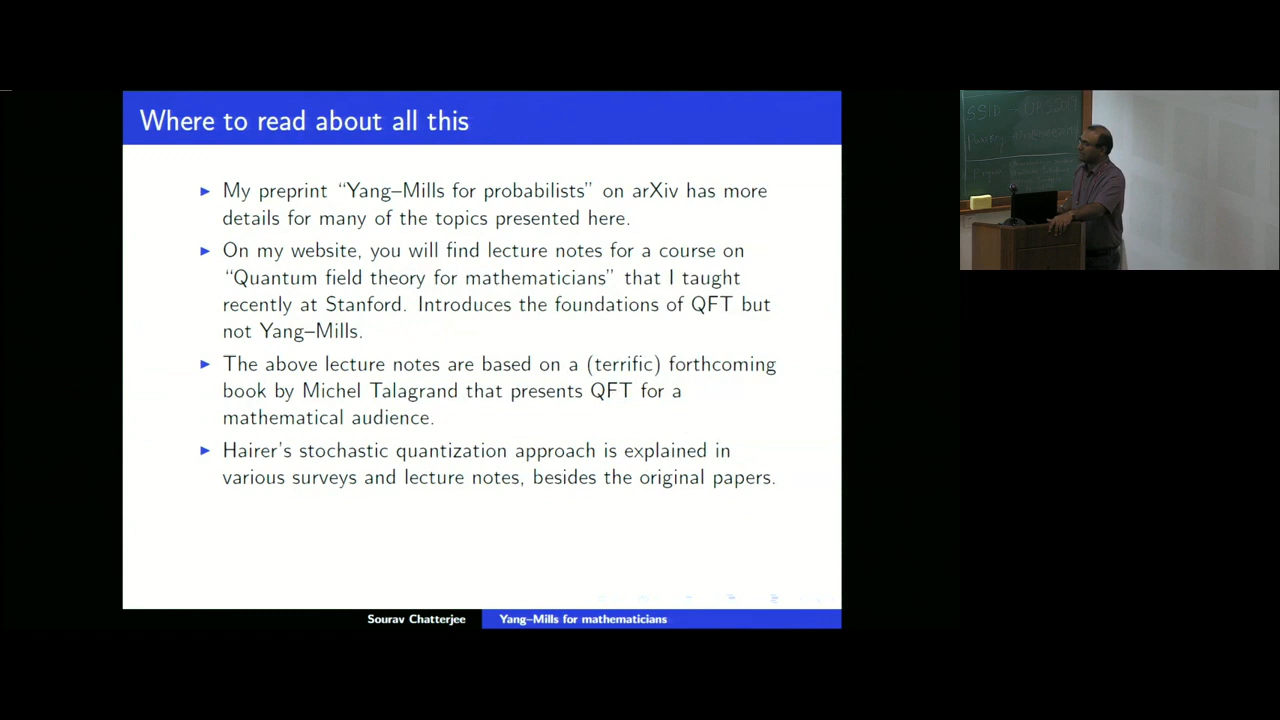 Where to read about all this
My preprint “Yang–Mills for probabilists” on arXiv has more
details for many of the topics presented here.
On my website, you will find lecture notes for a course on
“Quantum field theory for mathematicians” that I taught
recently at Stanford. Introduces the foundations of QFT but
not Yang–Mills.
The above lecture notes are based on a (terrific) forthcoming
book by Michel Talagrand that presents QFT for a
mathematical audience.
Hairer's stochastic quantization approach is explained in
various surveys and lecture notes, besides the original papers.
Sourav Chatterjee
Yang–Mills for mathematicians
SSID